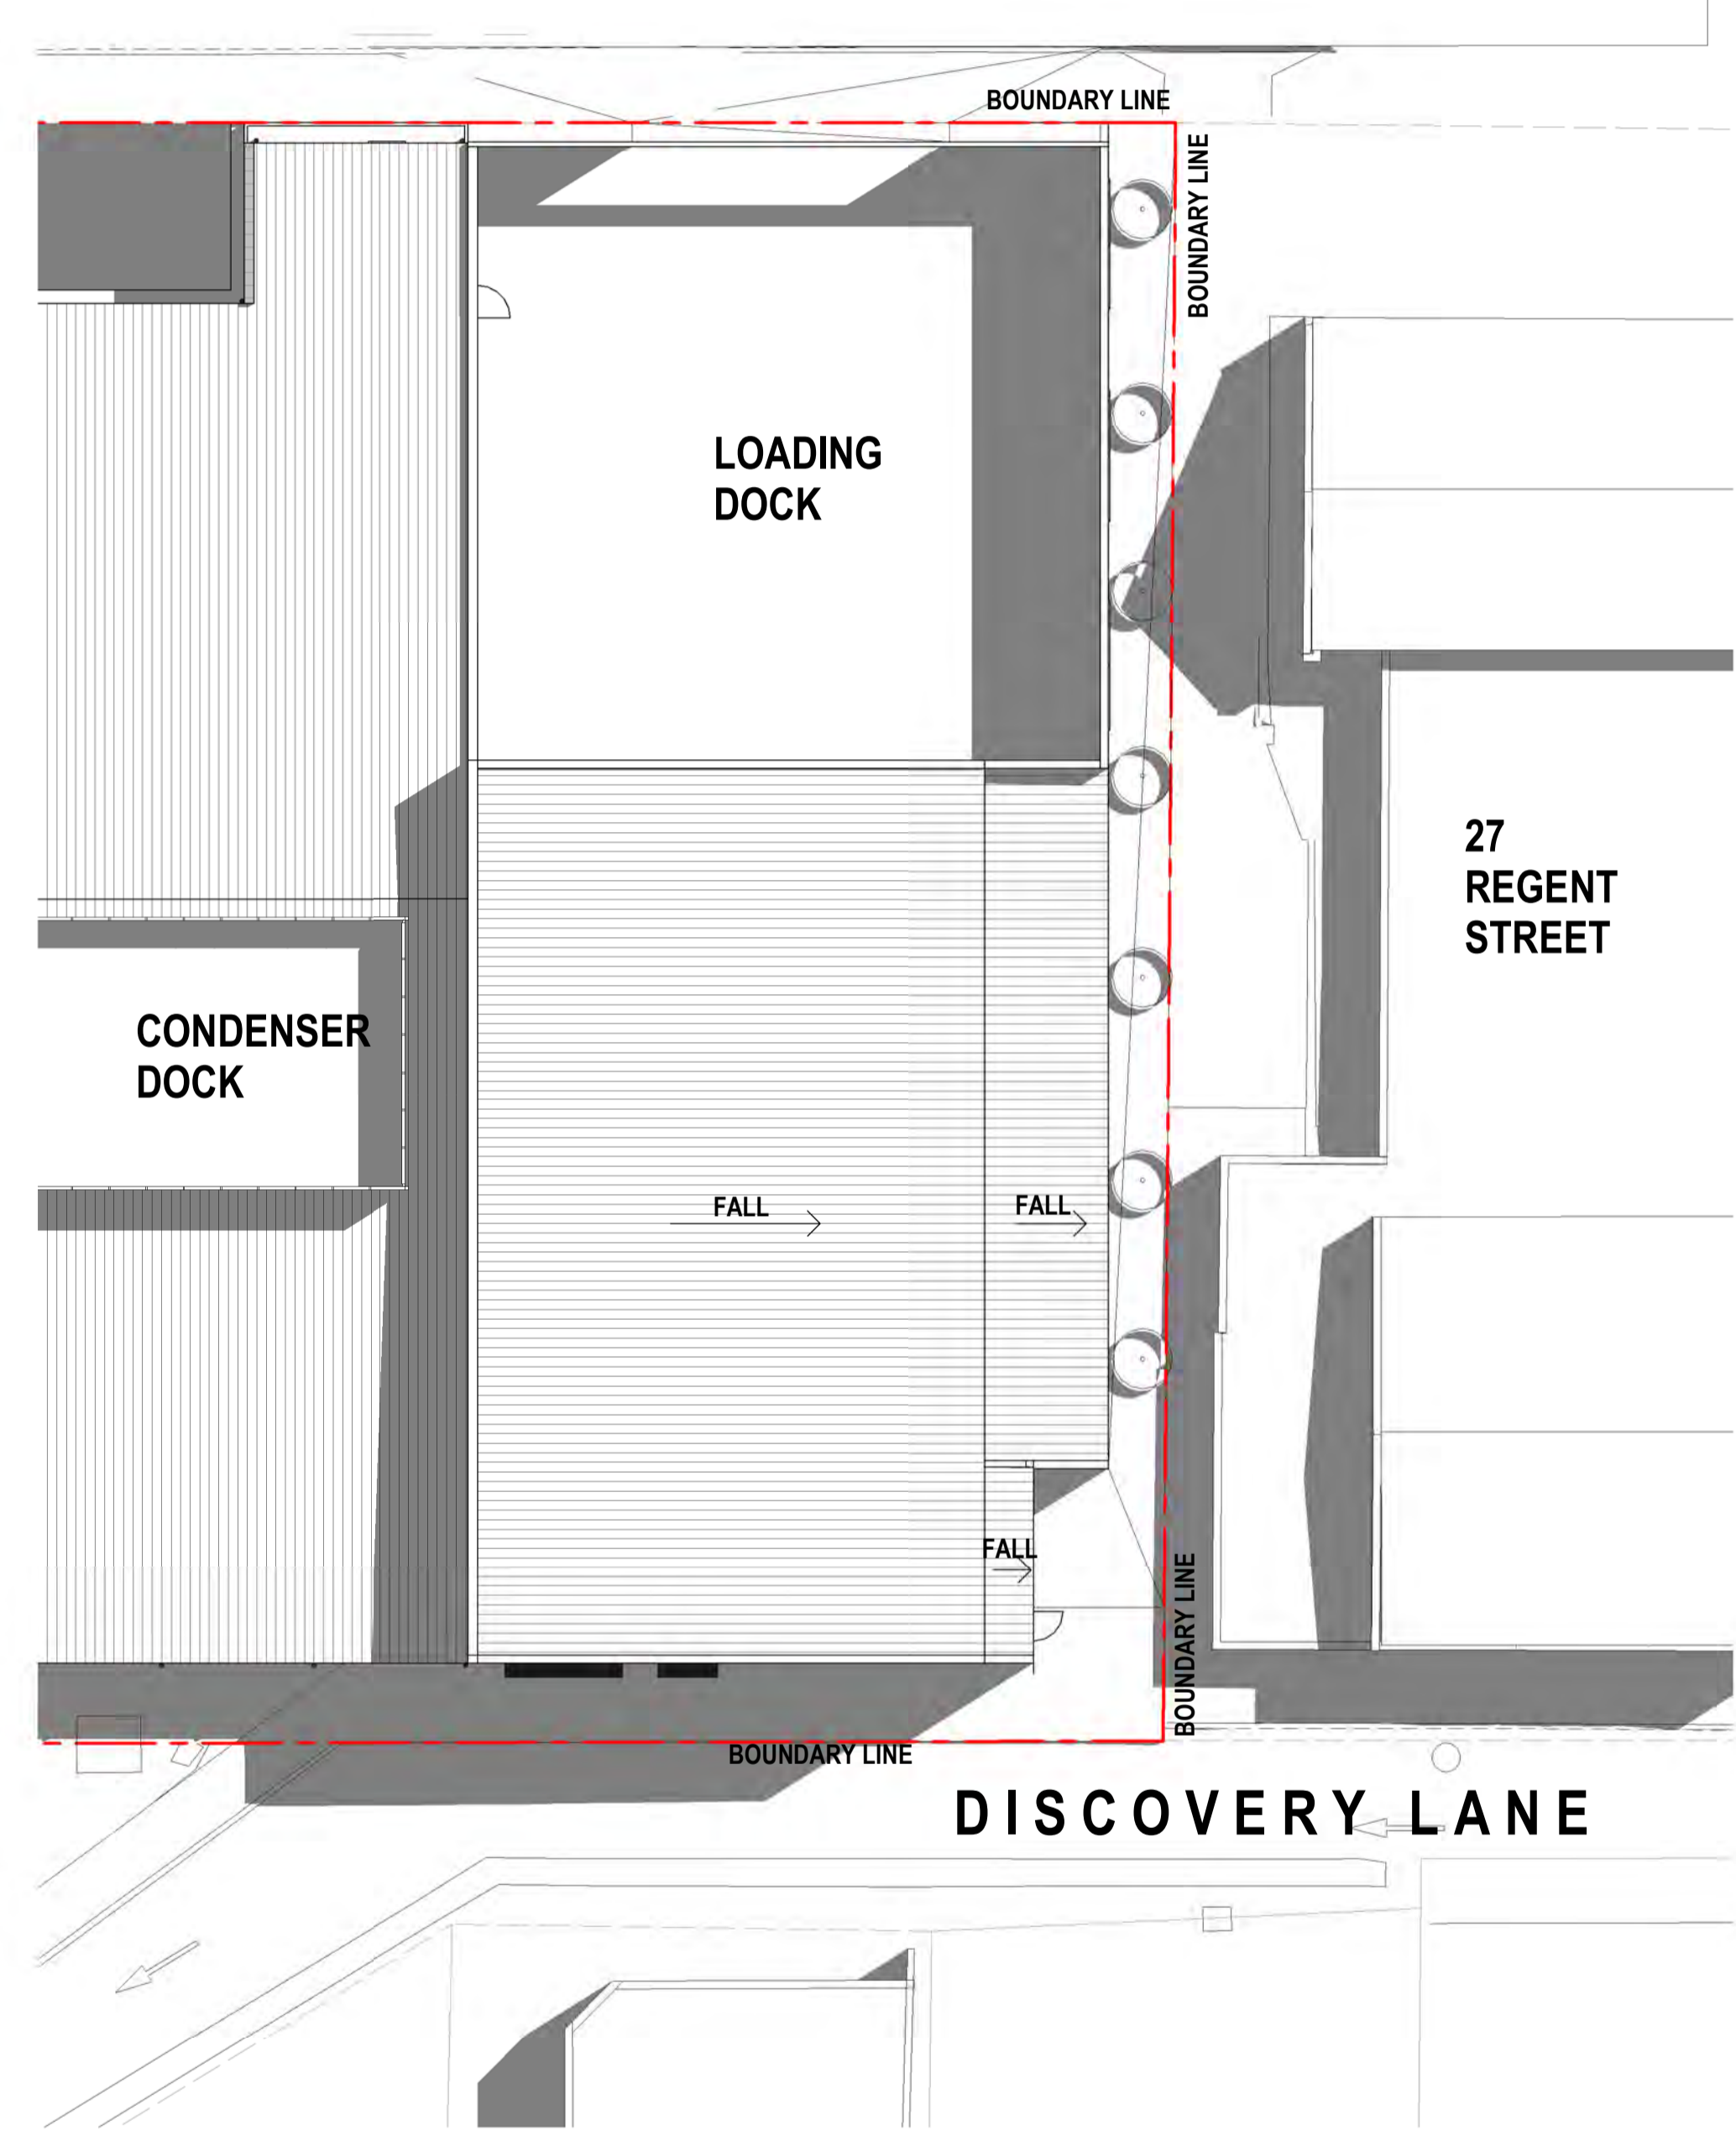 BOUNDARY LINE
BOUNDARY LINE
LOADING
DOCK
27
REGENT
STREET
CONDENSER
DOCK
FALL
FALL
FALL
BOUNDARY LINE
BOUNDARY LINE
DISCOVERY LANE